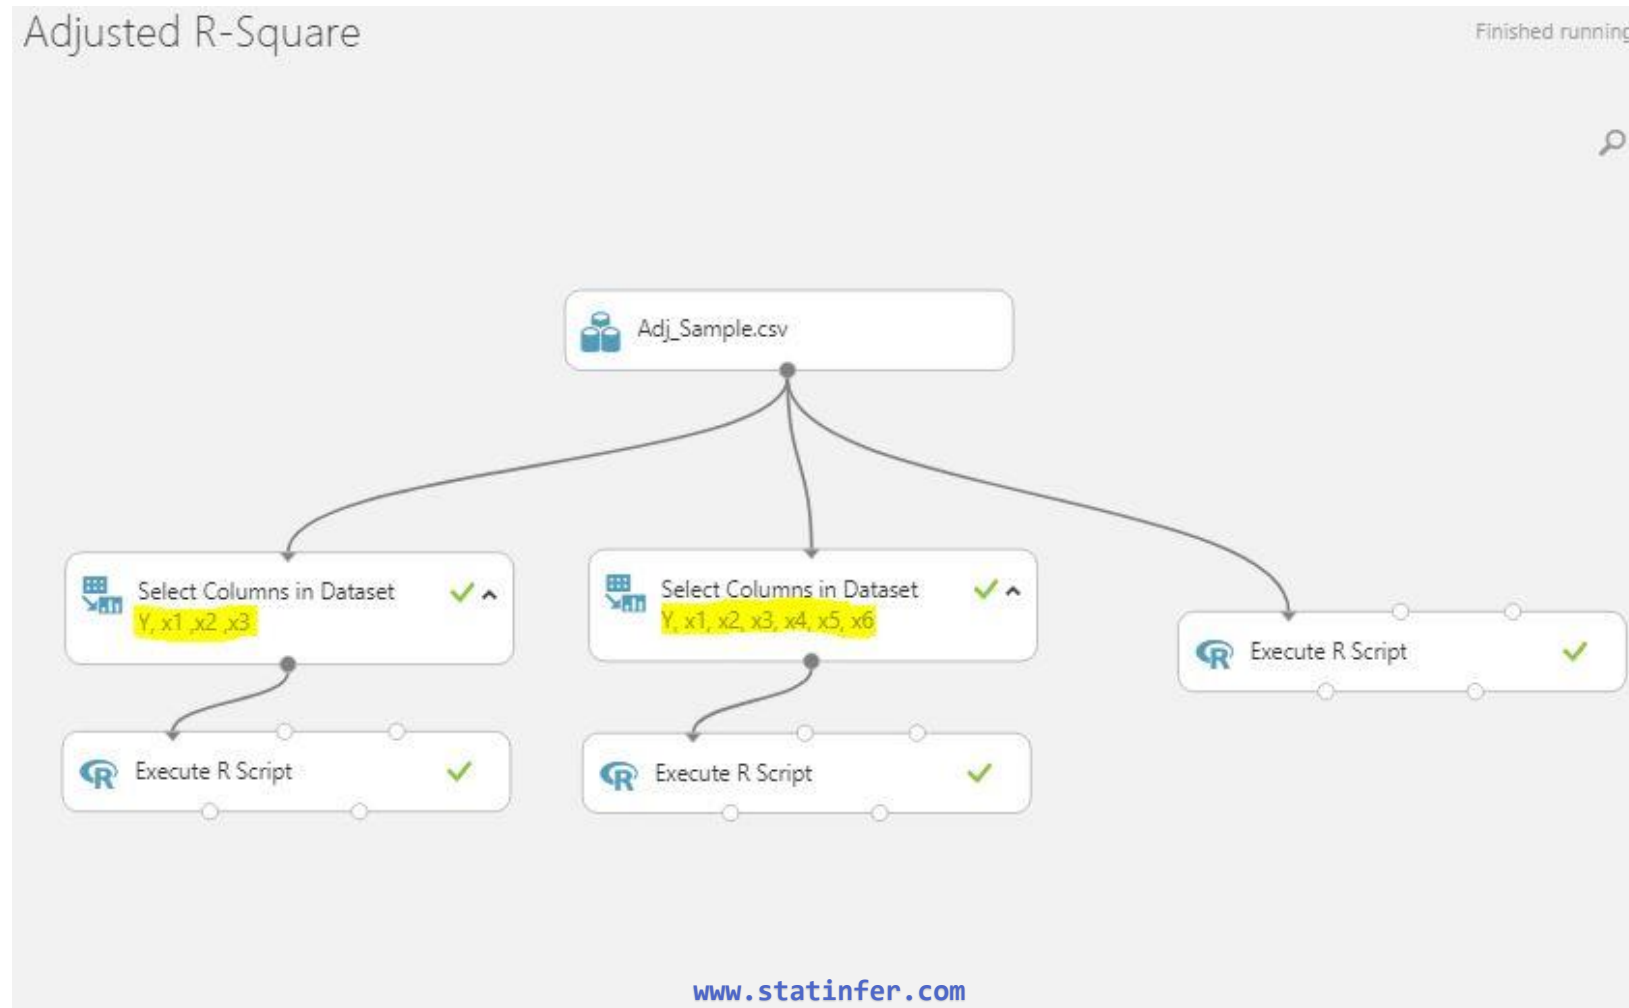 Adjusted R-Square
Finished running
Adj_Sample.csv
Select Columns in Dataset
Y, x1 ,x2 ,x3
Select Columns in Dataset
Y, x1, x2, x3, x4, x5, x6
Execute R Script
Execute R Script
Execute R Script
www.statinfer.com